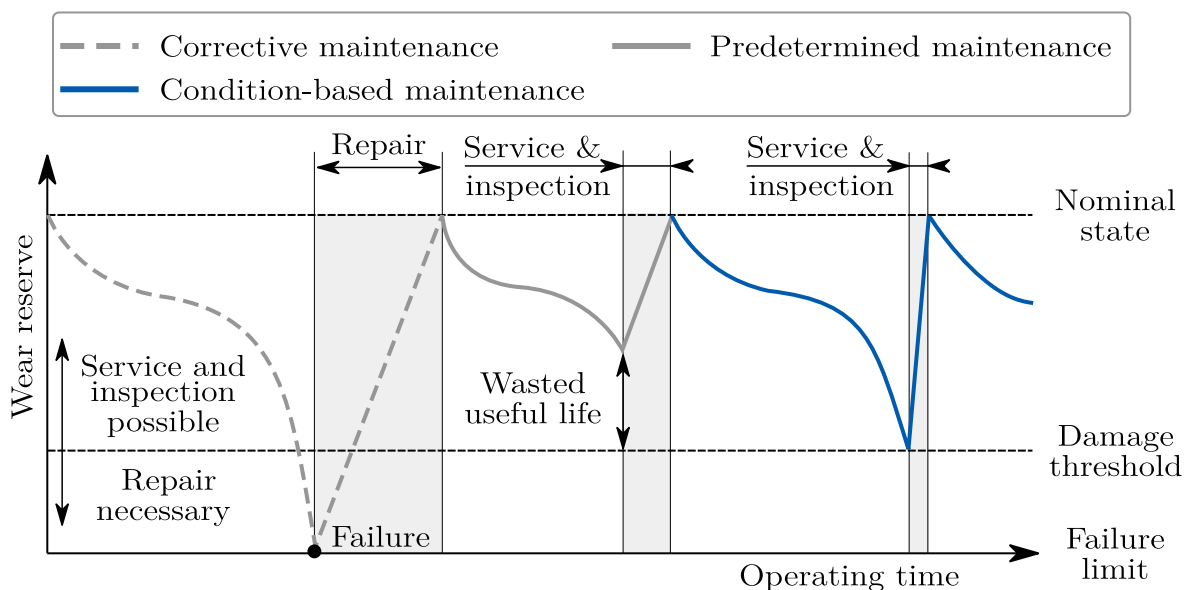 Corrective maintenance
Predetermined maintenance
Condition-based maintenance
Repair
Service &
inspection
Service &
inspection
Nominal
state
Wear reserve
Service and
inspection
possible
Wasted
useful life
Damage
threshold
Repair
necessary
Failure
Failure
limit
Operating time